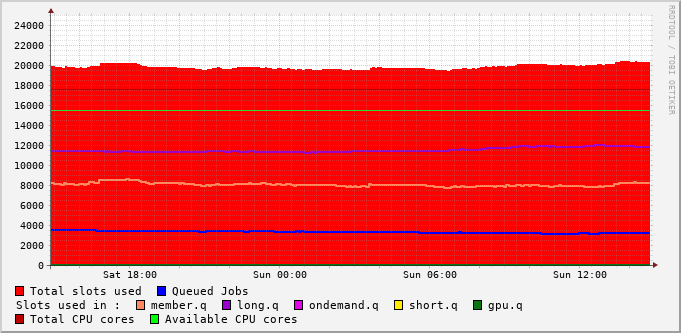 24000
22000
20000
18000
16000
14000
12000
10000
8000
6000
4000
2000
0
Sat 18:00 Sun 00:00 Sun 06:00 Sun 12:00
RRDTOOL / TOBI OETIKER
Total slots used Queued Jobs
Slots used in : member.q long.q ondemand.q short.q gpu.q
Total CPU cores Available CPU cores